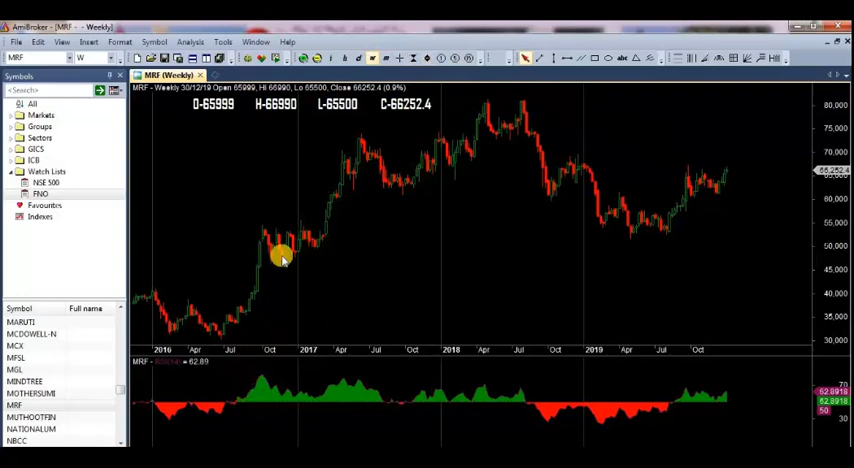 AmiBroker - [MRF - - Weekly]
File Edit View Insert Format Symbol Analysis Tools Window Help
MRF W
Symbols
<Search>
All
Markets
Groups
Sectors
GICS
ICB
Watch Lists
NSE 500
FNO
Favourites
Indexes
Symbol Full name
MARUTI
MCDOWELL-N
MCX
MFSL
MGL
MINDTREE
MOTHERSUMI
MRF
MUTHOOTFIN
NATIONALUM
NBCC
MRF (Weekly)
MRF - Weekly 30/12/19 Open 65999, Hi 66990, Lo 65500, Close 66252.4 (0.9%)
O-65999 H-66990 L-65500 C-66252.4
80,000
75,000
70,000
66,252.4
65,000
60,000
55,000
50,000
45,000
40,000
35,000
30,000
2016 Apr Jul Oct 2017 Apr Jul Oct 2018 Apr Jul Oct 2019 Apr Jul Oct
MRF - RSI(14) = 62.89
70
62.8918
62.8918
50
30